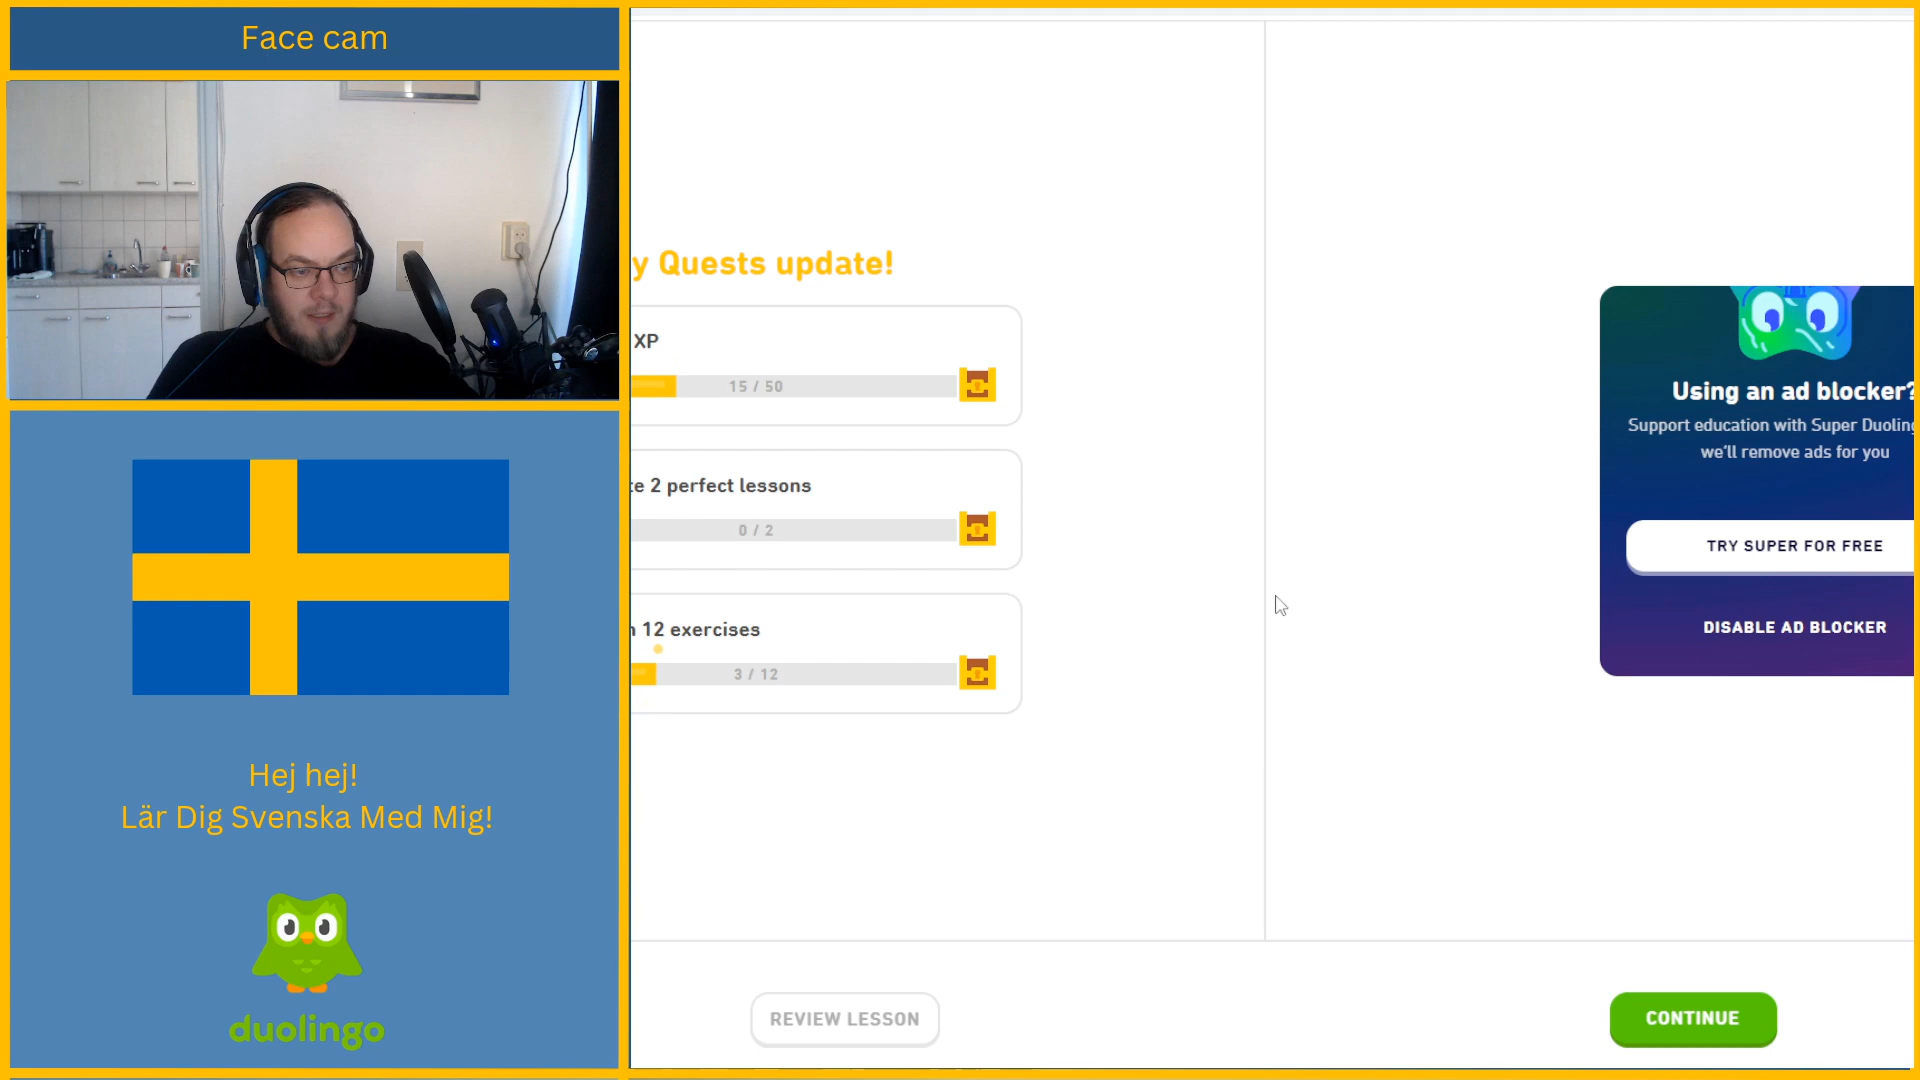 Face cam
Hej hej!
Lär Dig Svenska Med Mig!
duolingo
y Quests update!
XP
15 / 50
2 perfect lessons
0 / 2
12 exercises
3 / 12
REVIEW LESSON
Using an ad blocker?
Support education with Super
we'll remove ads for you
TRY SUPER FOR FREE
DISABLE AD BLOCKER
CONTINUE